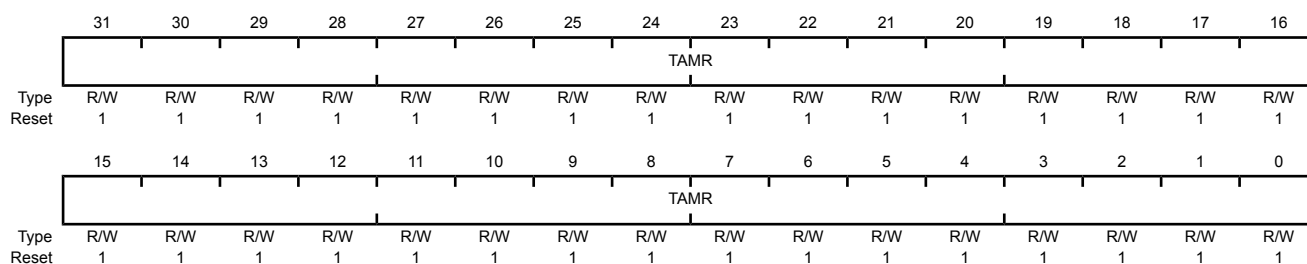 31 30 29 28 27 26 25 24 23 22 21 20 19 18 17 16
TAMR
Type R/W R/W R/W R/W R/W R/W R/W R/W R/W R/W R/W R/W R/W R/W R/W R/W
Reset 1 1 1 1 1 1 1 1 1 1 1 1 1 1 1 1
15 14 13 12 11 10 9 8 7 6 5 4 3 2 1 0
TAMR
Type R/W R/W R/W R/W R/W R/W R/W R/W R/W R/W R/W R/W R/W R/W R/W R/W
Reset 1 1 1 1 1 1 1 1 1 1 1 1 1 1 1 1